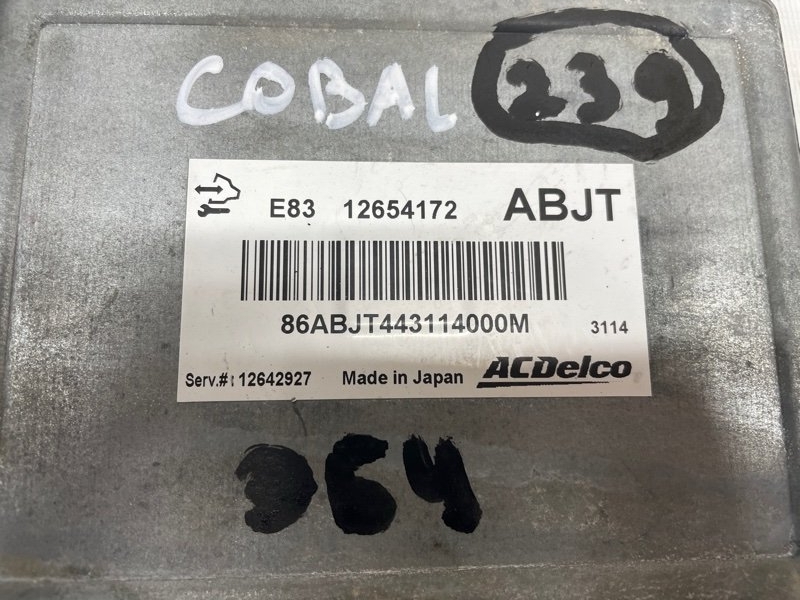 COBAL 239
E83 12654172 ABJT
86ABJT443114000M 3114
Serv.#: 12642927 Made in Japan ACDelco
364